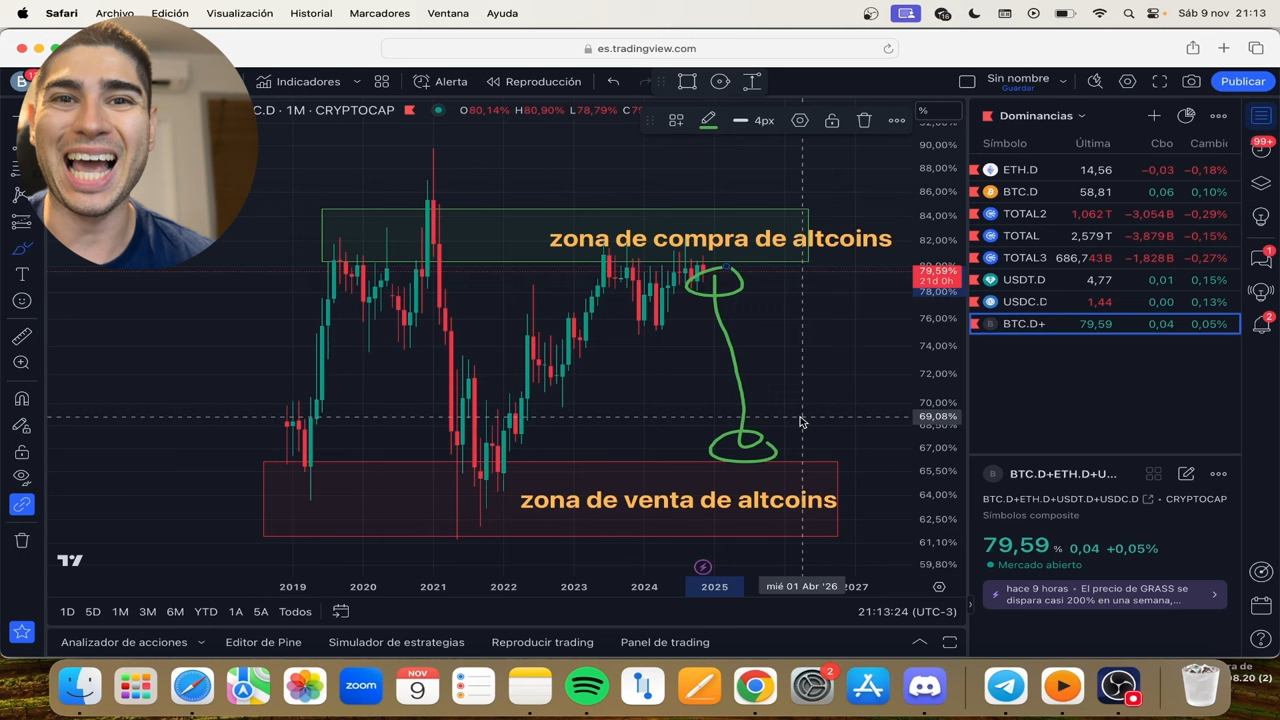 Safari Archivo Edición Visualización Historial Marcadores Ventana Ayuda
16
Sáb 9 nov 21:13
es.tradingview.com
B
Indicadores
Alerta
Reproducción
Sin nombre
Guardar
Publicar
C.D · 1M · CRYPTOCAP
O80,14% H80,90% L78,79%
4px
%
90,00%
88,00%
86,00%
84,00%
82,00%
79,59%
21d 0h
78,00%
76,00%
74,00%
72,00%
70,00%
69,08%
67,00%
65,50%
64,00%
62,50%
61,10%
59,80%
zona de compra de altcoins
zona de venta de altcoins
2019 2020 2021 2022 2023 2024 2025 mié 01 Abr '26 2027
1D 5D 1M 3M 6M YTD 1A 5A Todos
21:13:24 (UTC-3)
Analizador de acciones
Editor de Pine
Simulador de estrategias
Reproducir trading
Panel de trading
Dominancias
Símbolo Última Cbo Cambic
ETH.D 14,56 −0,03 −0,18%
BTC.D 58,81 0,06 0,10%
TOTAL2 1,062 T −3,054 B −0,29%
TOTAL 2,579 T −3,879 B −0,15%
TOTAL3 686,743 B −1,828 B −0,27%
USDT.D 4,77 0,01 0,15%
USDC.D 1,44 0,00 0,13%
BTC.D+ 79,59 0,04 0,05%
99+
1
2
B BTC.D+ETH.D+U...
BTC.D+ETH.D+USDT.D+USDC.D • CRYPTOCAP
Símbolos composite
79,59 % 0,04 +0,05%
Mercado abierto
hace 9 horas • El precio de GRASS se
dispara casi 200% en una semana,...
zoom
NOV
9
2
ra de
08.20 (2)